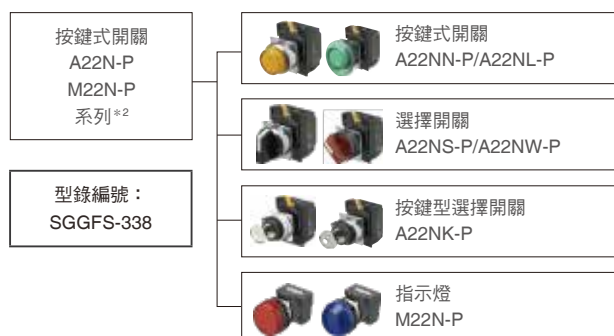 按鍵式開關
A22N-P
M22N-P
系列*2
型錄編號：
SGGFS-338
按鍵式開關
A22NN-P/A22NL-P
選擇開關
A22NS-P/A22NW-P
按鍵型選擇開關
A22NK-P
指示燈
M22N-P